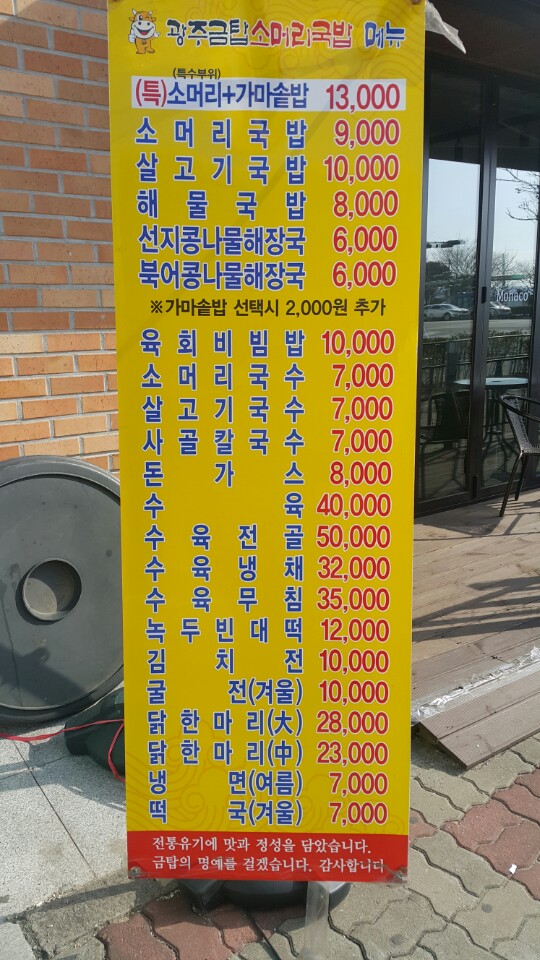 광주금탑소머리국밥 메뉴
(특수부위)
(특)소머리+가마솥밥 13,000
소머리국밥 9,000
살고기국밥 10,000
해물국밥 8,000
선지콩나물해장국 6,000
북어콩나물해장국 6,000
※가마솥밥 선택시 2,000원 추가
육회비빔밥 10,000
소머리국수 7,000
살고기국수 7,000
사골칼국수 7,000
돈가스 8,000
수육 40,000
수육전골 50,000
수육냉채 32,000
수육무침 35,000
녹두빈대떡 12,000
김치전 10,000
굴전(겨울) 10,000
닭한마리(大) 28,000
닭한마리(中) 23,000
냉면(여름) 7,000
떡국(겨울) 7,000
전통유기에 맛과 정성을 담았습니다.
금탑의 명예를 걸겠습니다. 감사합니다
Monaco